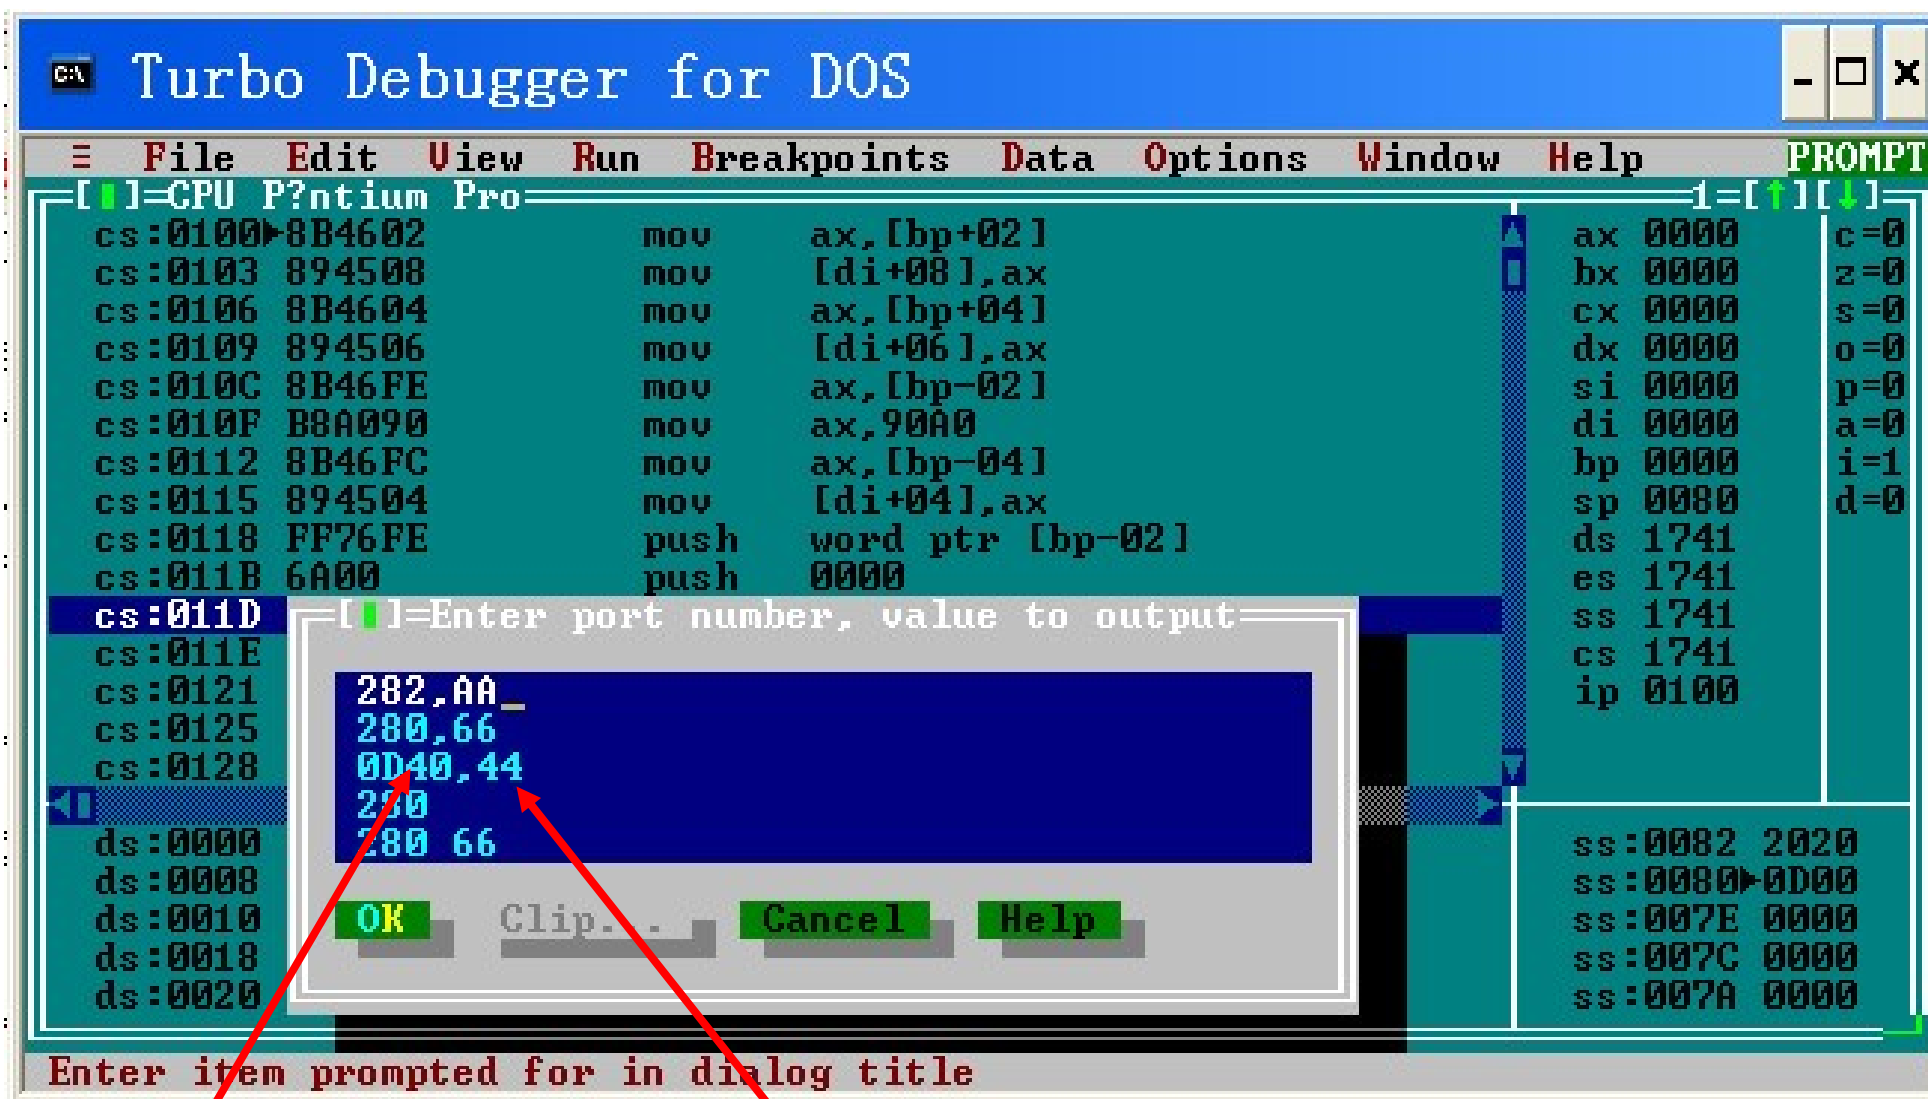 C:\ Turbo Debugger for DOS
≡ File Edit View Run Breakpoints Data Options Window Help PROMPT
[▮]=CPU P?ntium Pro 1=[↑][↓]
cs:0100►8B4602 mov ax,[bp+02] ax 0000 c=0
cs:0103 894508 mov [di+08],ax bx 0000 z=0
cs:0106 8B4604 mov ax,[bp+04] cx 0000 s=0
cs:0109 894506 mov [di+06],ax dx 0000 o=0
cs:010C 8B46FE mov ax,[bp-02] si 0000 p=0
cs:010F B8A090 mov ax,90A0 di 0000 a=0
cs:0112 8B46FC mov ax,[bp-04] bp 0000 i=1
cs:0115 894504 mov [di+04],ax sp 0080 d=0
cs:0118 FF76FE push word ptr [bp-02] ds 1741
cs:011B 6A00 push 0000 es 1741
cs:011D [▮]=Enter port number, value to output ss 1741
cs:011E cs 1741
cs:0121 282,AA_ ip 0100
cs:0125 280,66
cs:0128 0D40,44
280
ds:0000 280 66 ss:0082 2020
ds:0008 ss:0080►0D00
ds:0010 OK Clip... Cancel Help ss:007E 0000
ds:0018 ss:007C 0000
ds:0020 ss:007A 0000
Enter item prompted for in dialog title